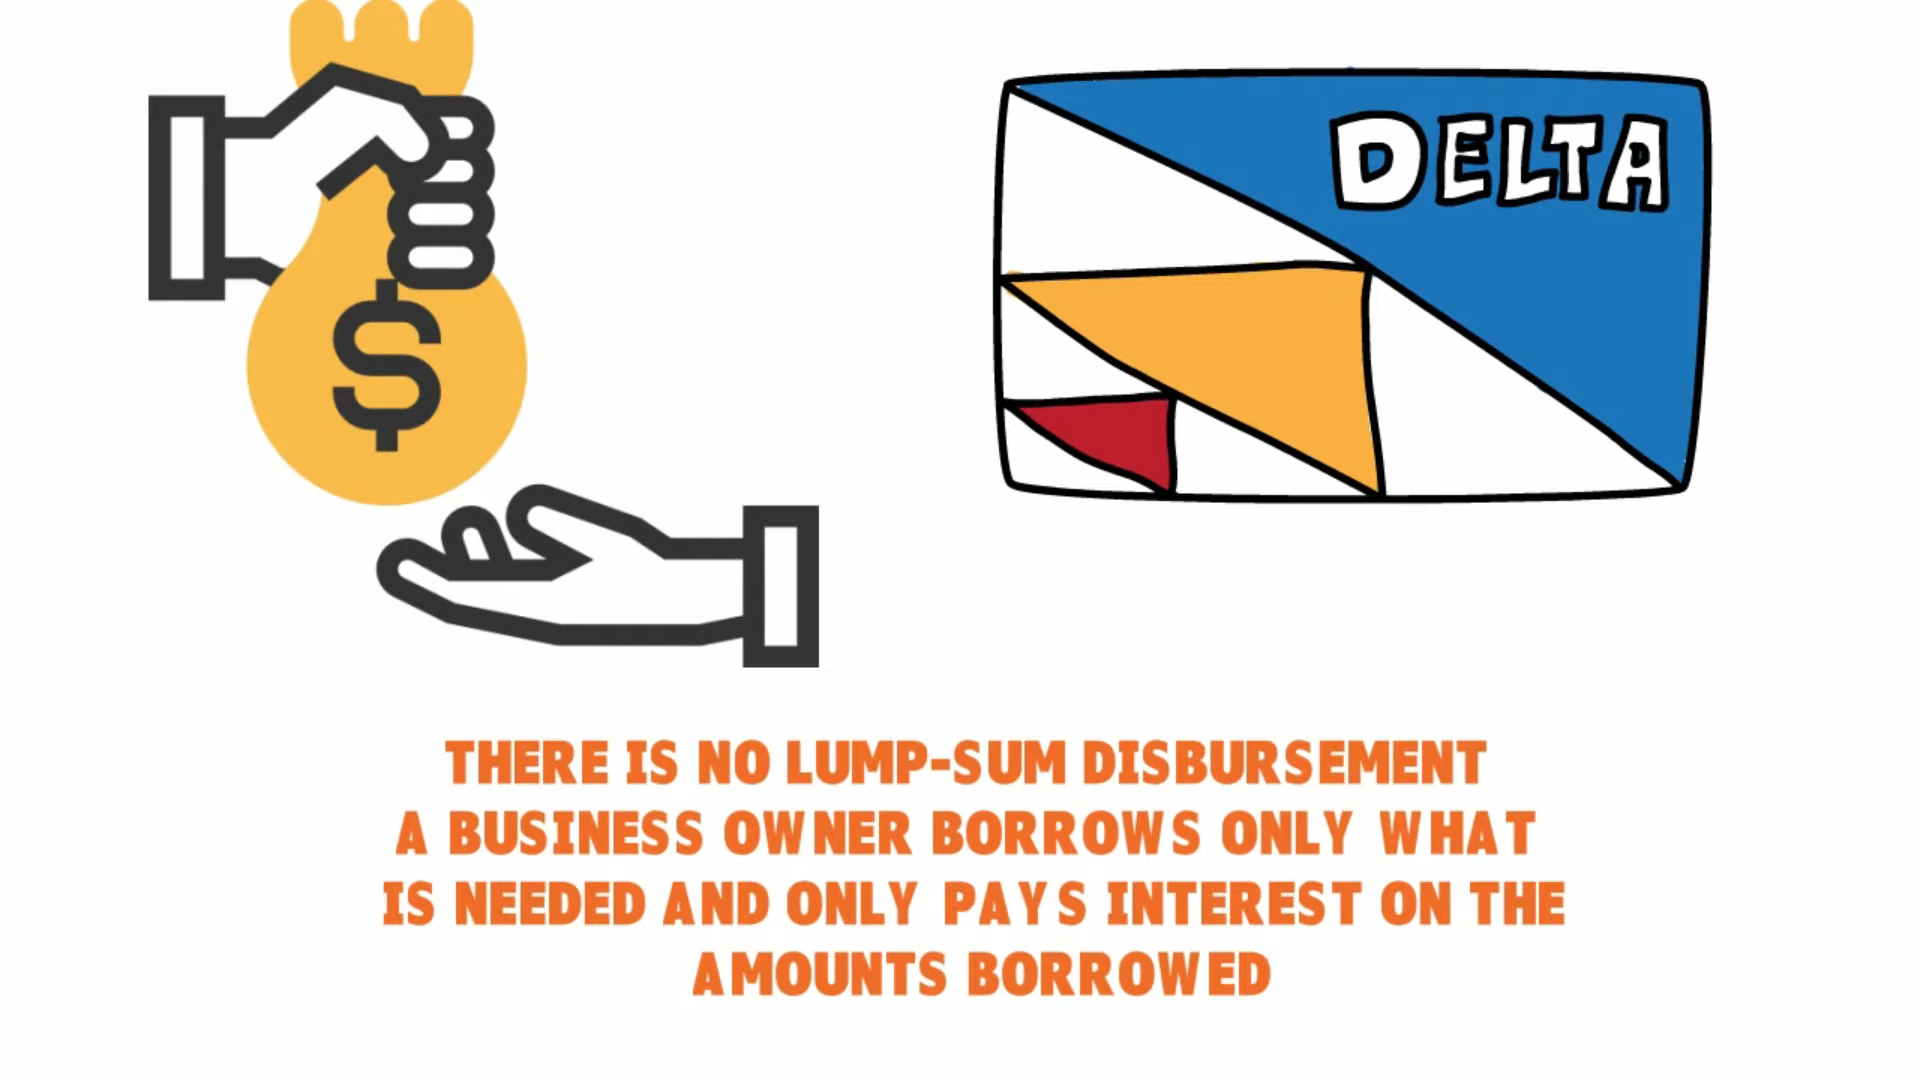 $
DELTA
THERE IS NO LUMP-SUM DISBURSEMENT
A BUSINESS OWNER BORROWS ONLY WHAT
IS NEEDED AND ONLY PAYS INTEREST ON THE
AMOUNTS BORROWED